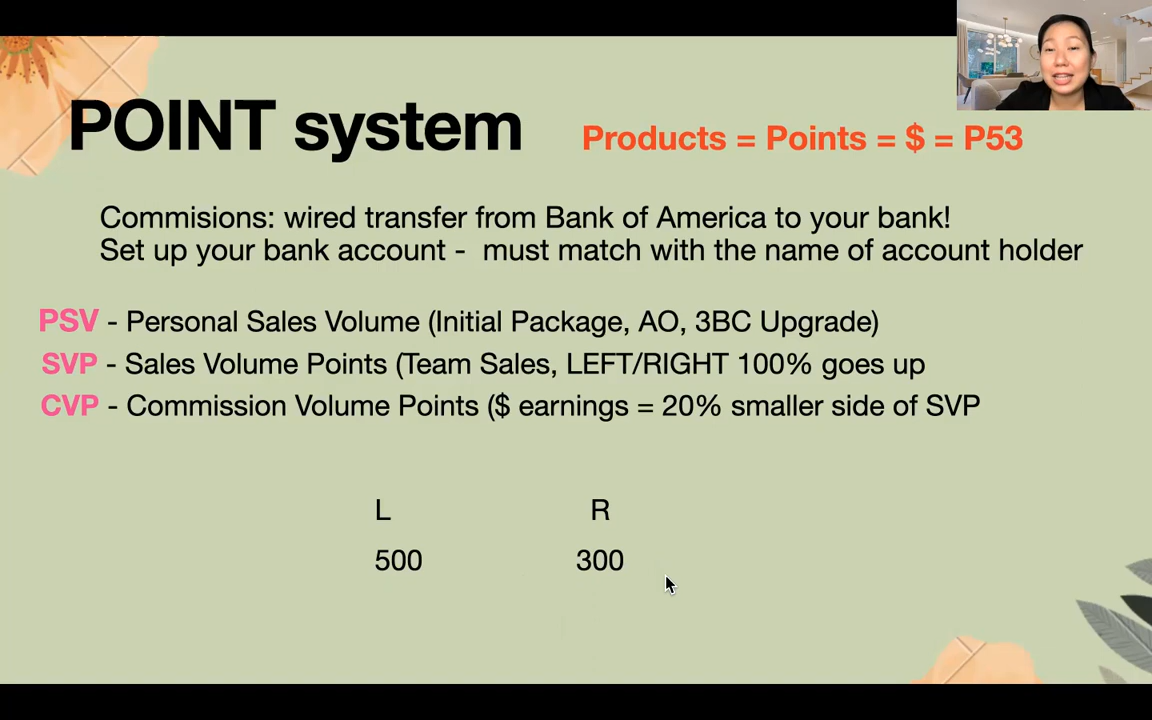 POINT system
Products = Points = $ = P53
Commisions: wired transfer from Bank of America to your bank!
Set up your bank account - must match with the name of account holder
PSV - Personal Sales Volume (Initial Package, AO, 3BC Upgrade)
SVP - Sales Volume Points (Team Sales, LEFT/RIGHT 100% goes up
CVP - Commission Volume Points ($ earnings = 20% smaller side of SVP
L R
500 300